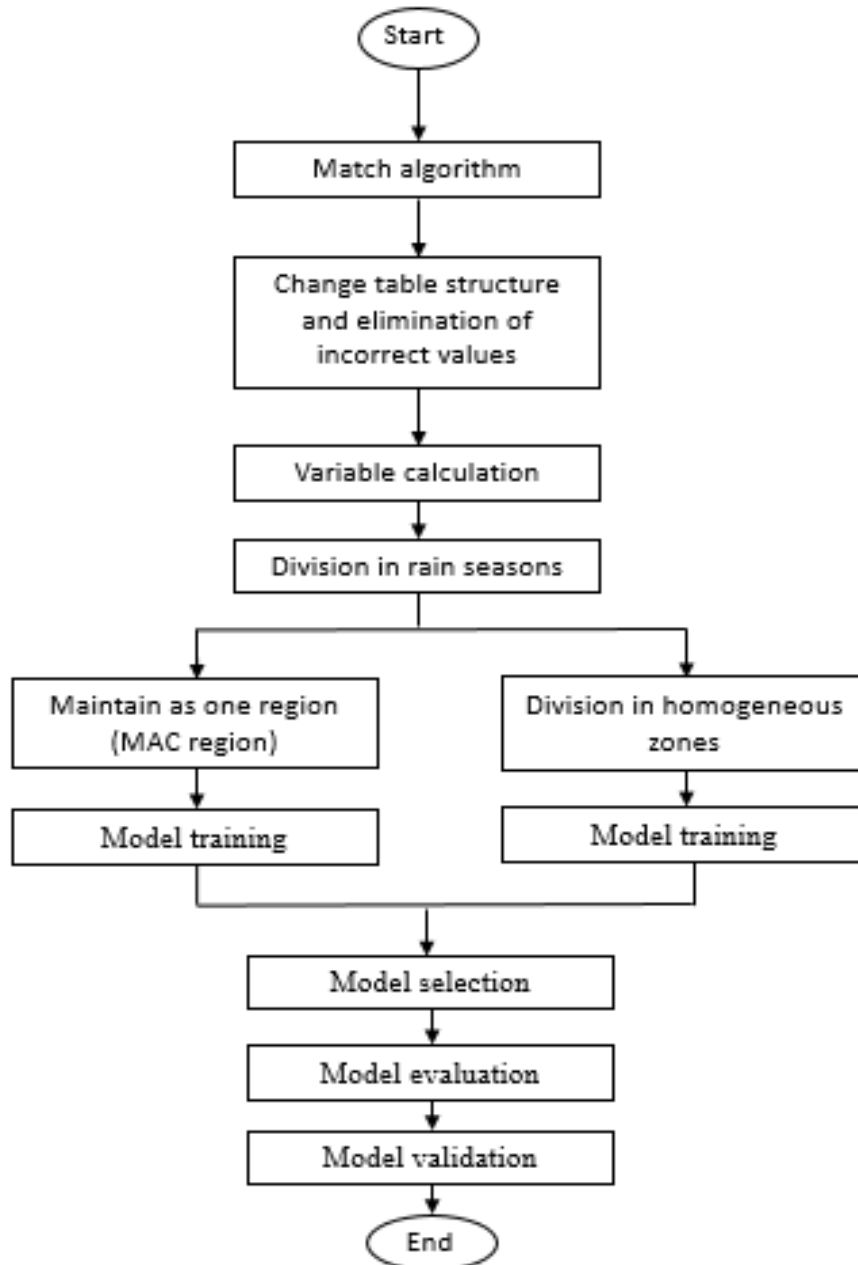 Start
Match algorithm
Change table structure
and elimination of
incorrect values
Variable calculation
Division in rain seasons
Maintain as one region
(MAC region)
Division in homogeneous
zones
Model training
Model training
Model selection
Model evaluation
Model validation
End